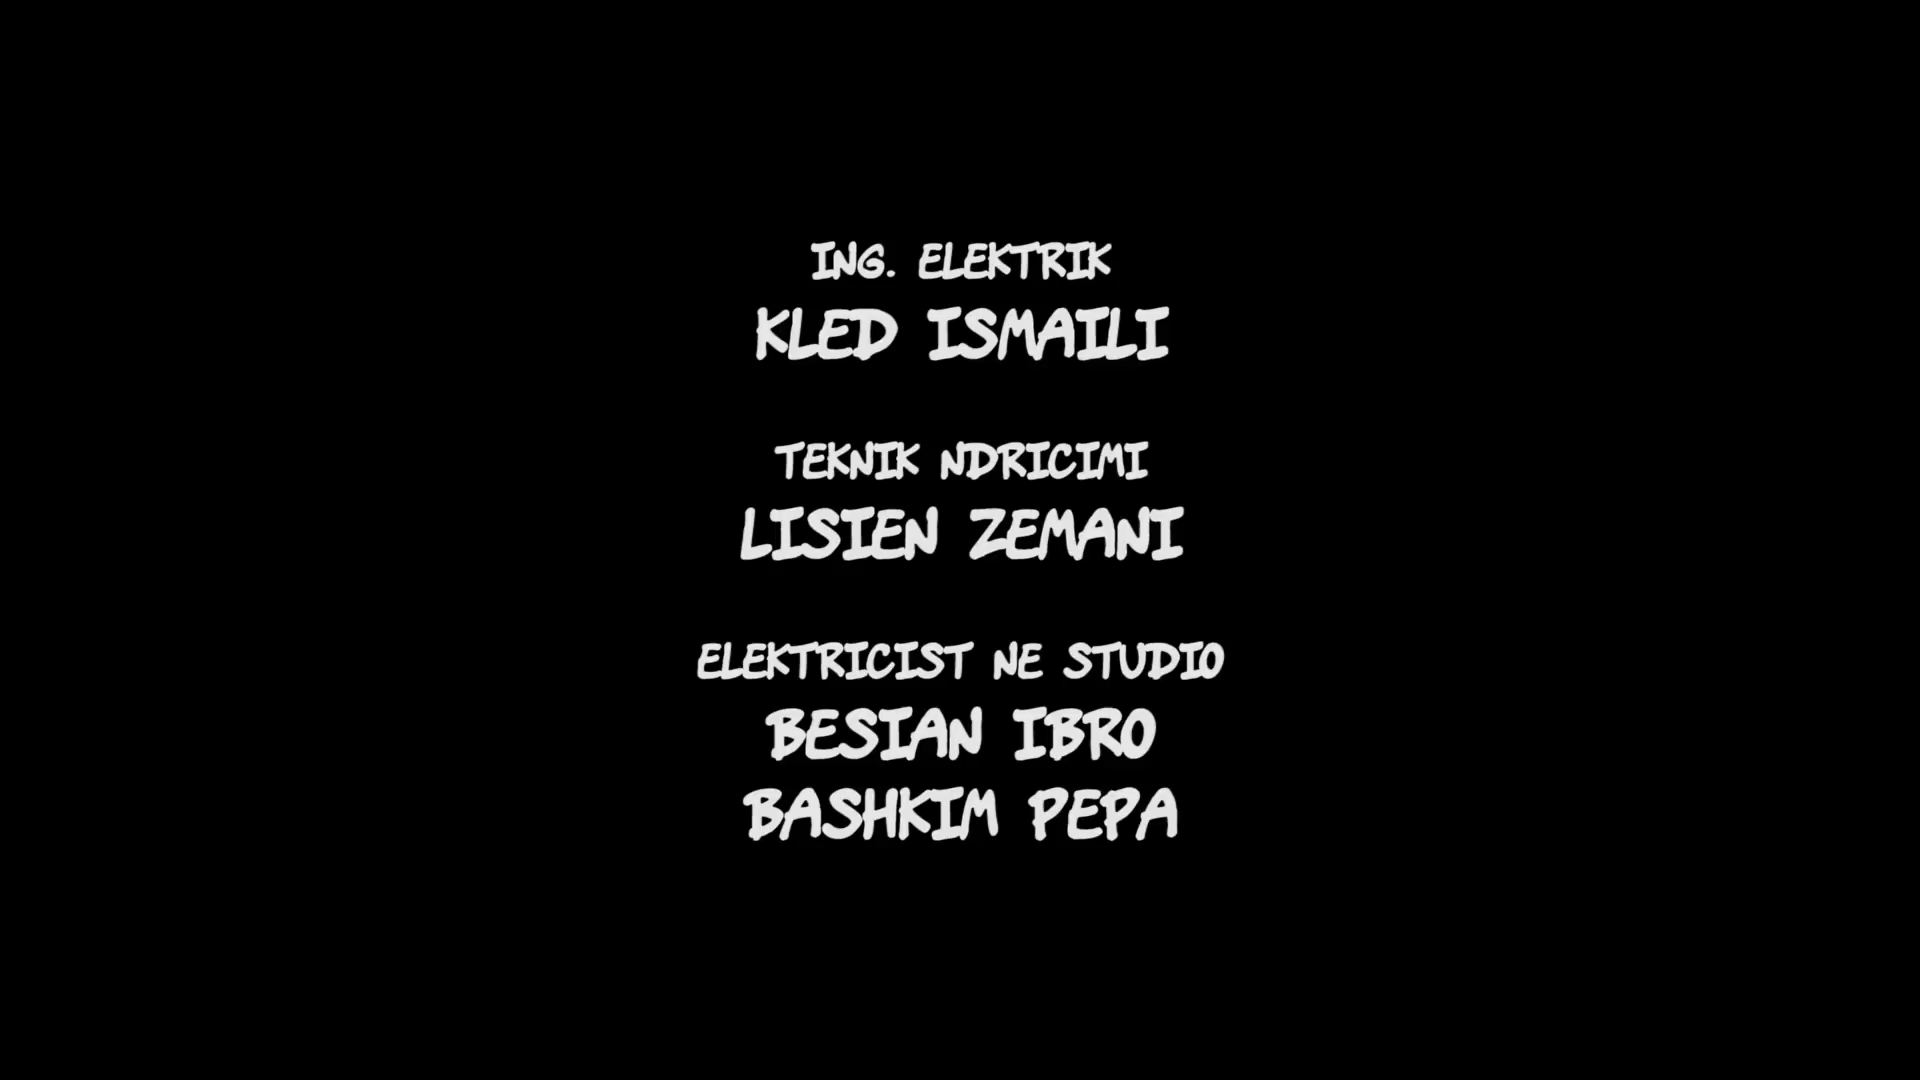 ING. ELEKTRIK
KLED ISMAILI
TEKNIK NDRICIMI
LISIEN ZEMANI
ELEKTRICIST NE STUDIO
BESIAN IBRO
BASHKIM PEPA